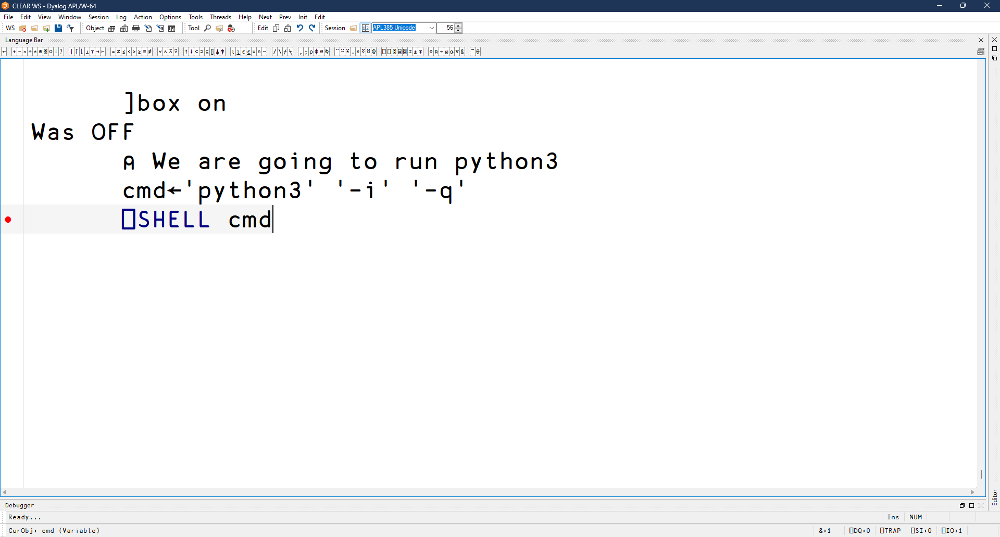 CLEAR WS - Dyalog APL/W-64
File Edit View Window Session Log Action Options Tools Threads Help Next Prev Init Edit
WS Object Tool Edit Session APL385 Unicode 56
Language Bar
]box on
Was OFF
⍝ We are going to run python3
cmd←'python3' '-i' '-q'
⎕SHELL cmd
Editor
Debugger
Ready...
Ins NUM
CurObj: cmd (Variable)
&:1 ⎕DQ:0 ⎕TRAP ⎕SI:0 ⎕IO:1